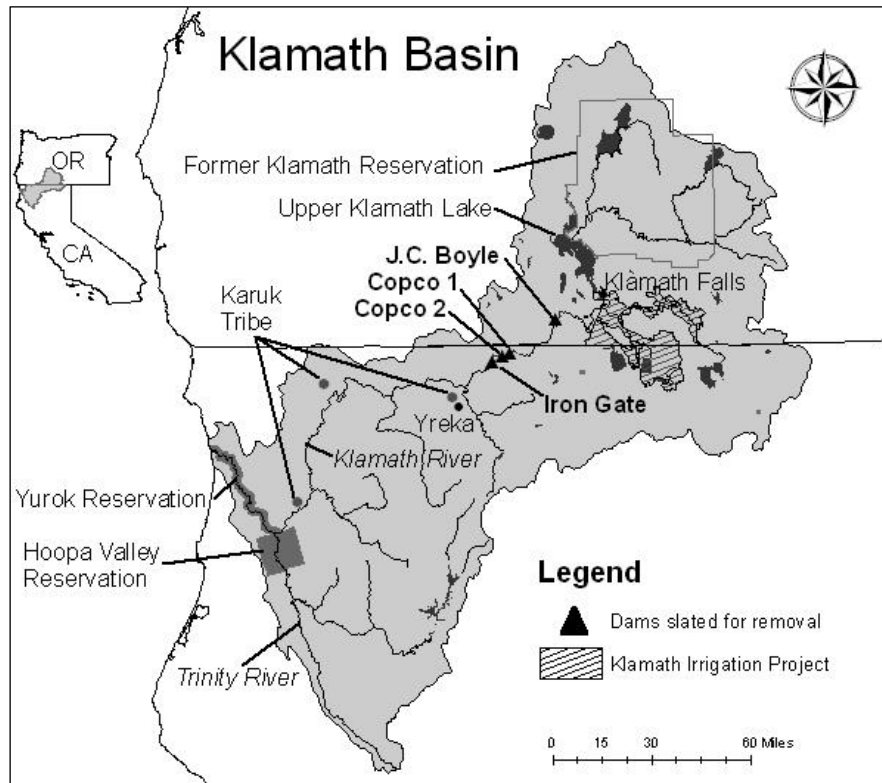 Klamath Basin
OR
CA
Former Klamath Reservation
Upper Klamath Lake
J.C. Boyle
Copco 1
Copco 2
Klamath Falls
Karuk
Tribe
Iron Gate
Yreka
Klamath River
Yurok Reservation
Hoopa Valley
Reservation
Trinity River
Legend
Dams slated for removal
Klamath Irrigation Project
0 15 30 60 Miles